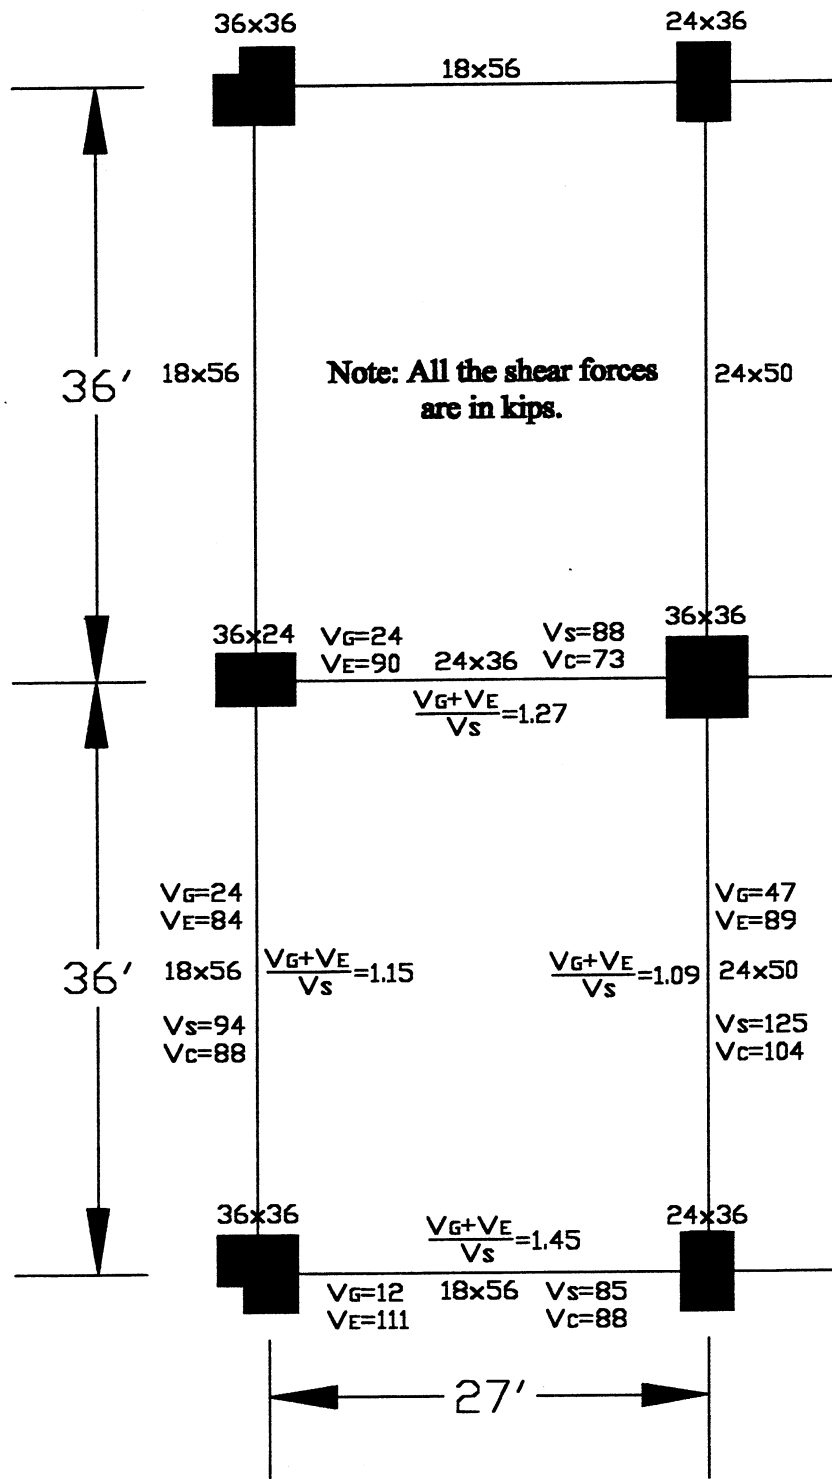 36x36
24x36
18x56
36'
18x56
Note: All the shear forces
are in kips.
24x50
36x24
VG=24
VE=90
24x36
VS=88
VC=73
36x36
VG+VE
VS
=1.27
VG=24
VE=84
VG=47
VE=89
36'
18x56
VG+VE
VS
=1.15
VG+VE
VS
=1.09
24x50
VS=94
VC=88
VS=125
VC=104
36x36
VG+VE
VS
=1.45
24x36
VG=12
VE=111
18x56
VS=85
VC=88
27'